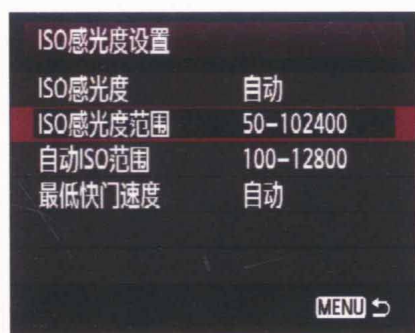 ISO感光度设置
ISO感光度 自动
ISO感光度范围 50-102400
自动ISO范围 100-12800
最低快门速度 自动
MENU